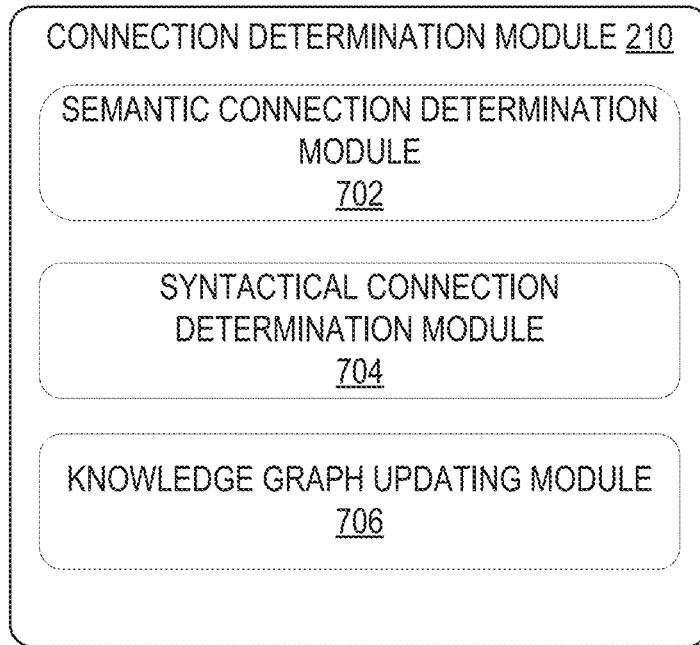 CONNECTION DETERMINATION MODULE 210
SEMANTIC CONNECTION DETERMINATION
MODULE
702
SYNTACTICAL CONNECTION
DETERMINATION MODULE
704
KNOWLEDGE GRAPH UPDATING MODULE
706